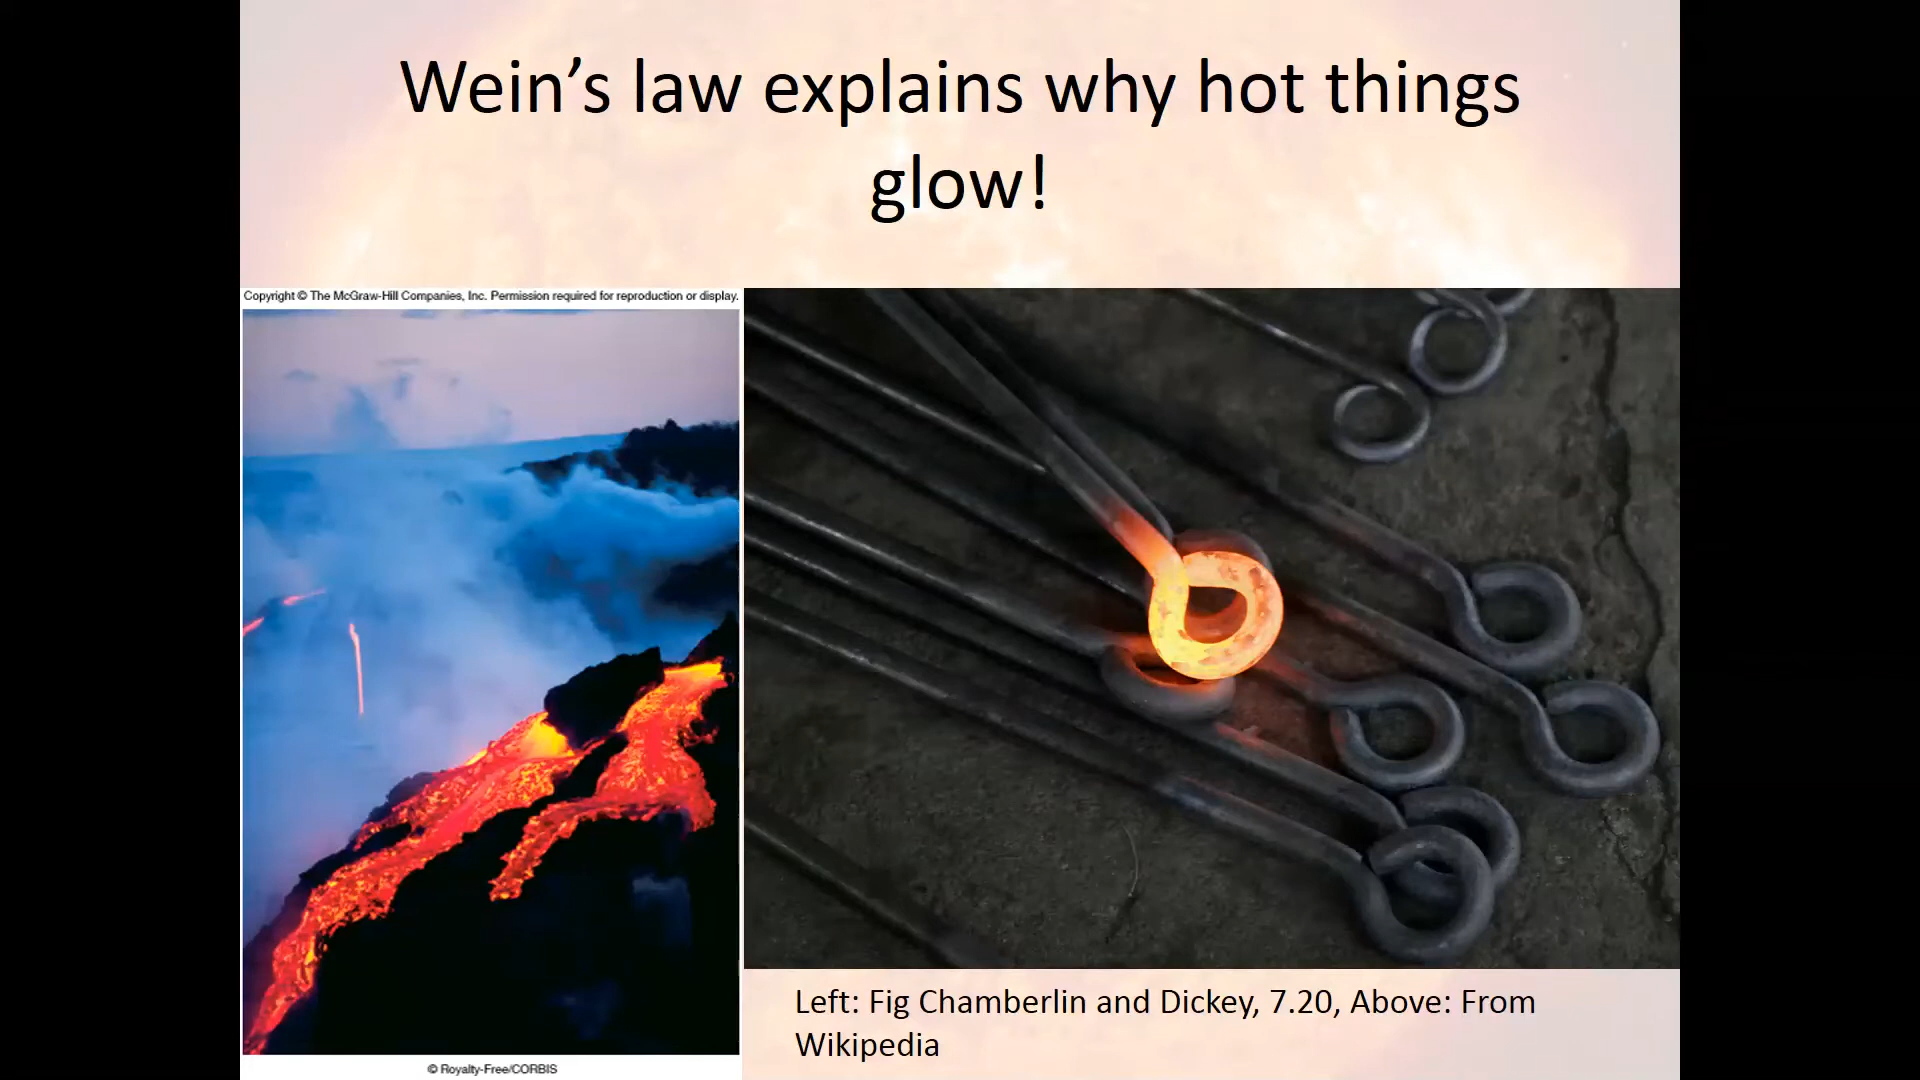 Wein’s law explains why hot things
glow!
Copyright © The McGraw-Hill Companies, Inc. Permission required for reproduction or display.
© Royalty-Free/CORBIS
Left: Fig Chamberlin and Dickey, 7.20, Above: From
Wikipedia